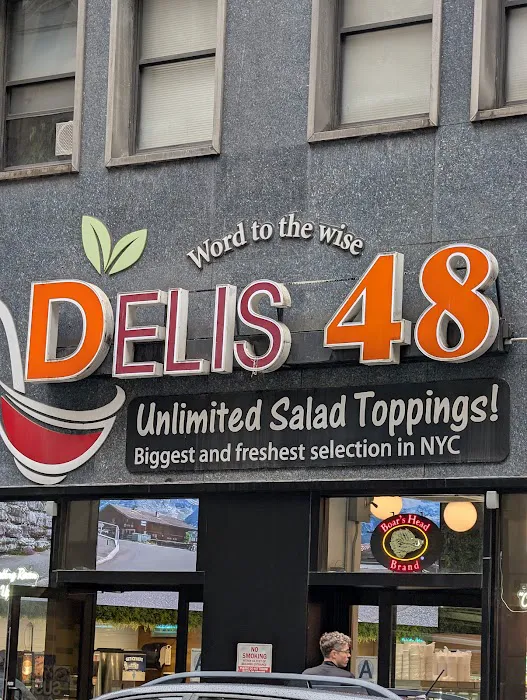 Word to the wise
DELIS 48
Unlimited Salad Toppings!
Biggest and freshest selection in NYC
Boar's Head
Brand
NO
SMOKING
A
A